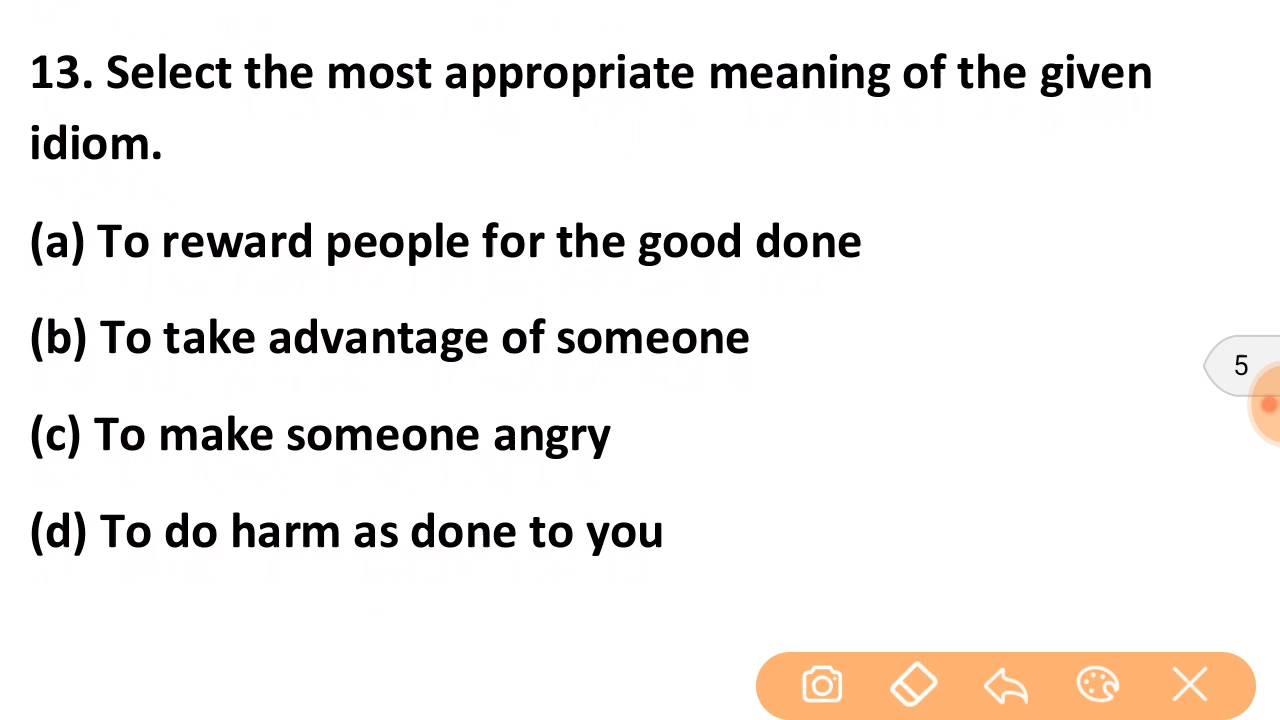 13. Select the most appropriate meaning of the given
idiom.
(a) To reward people for the good done
(b) To take advantage of someone
(c) To make someone angry
(d) To do harm as done to you
5